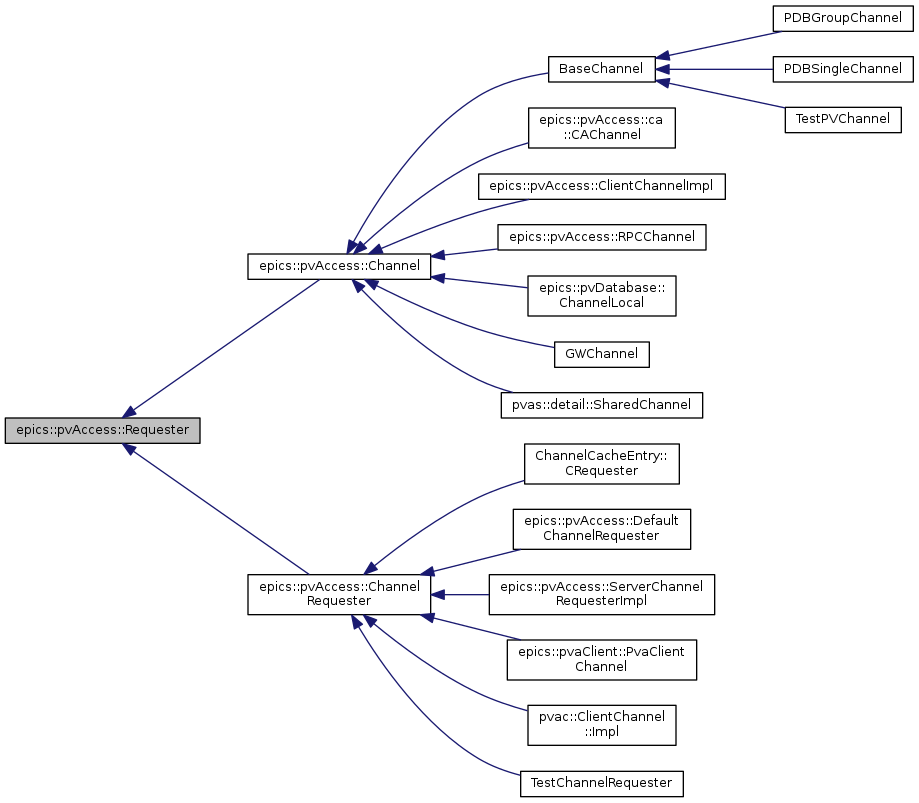 PDBGroupChannel
BaseChannel
PDBSingleChannel
TestPVChannel
epics::pvAccess::ca
::CAChannel
epics::pvAccess::ClientChannelImpl
epics::pvAccess::RPCChannel
epics::pvAccess::Channel
epics::pvDatabase::
ChannelLocal
GWChannel
pvas::detail::SharedChannel
epics::pvAccess::Requester
ChannelCacheEntry::
CRequester
epics::pvAccess::Default
ChannelRequester
epics::pvAccess::Channel
Requester
epics::pvAccess::ServerChannel
RequesterImpl
epics::pvaClient::PvaClient
Channel
pvac::ClientChannel
::Impl
TestChannelRequester